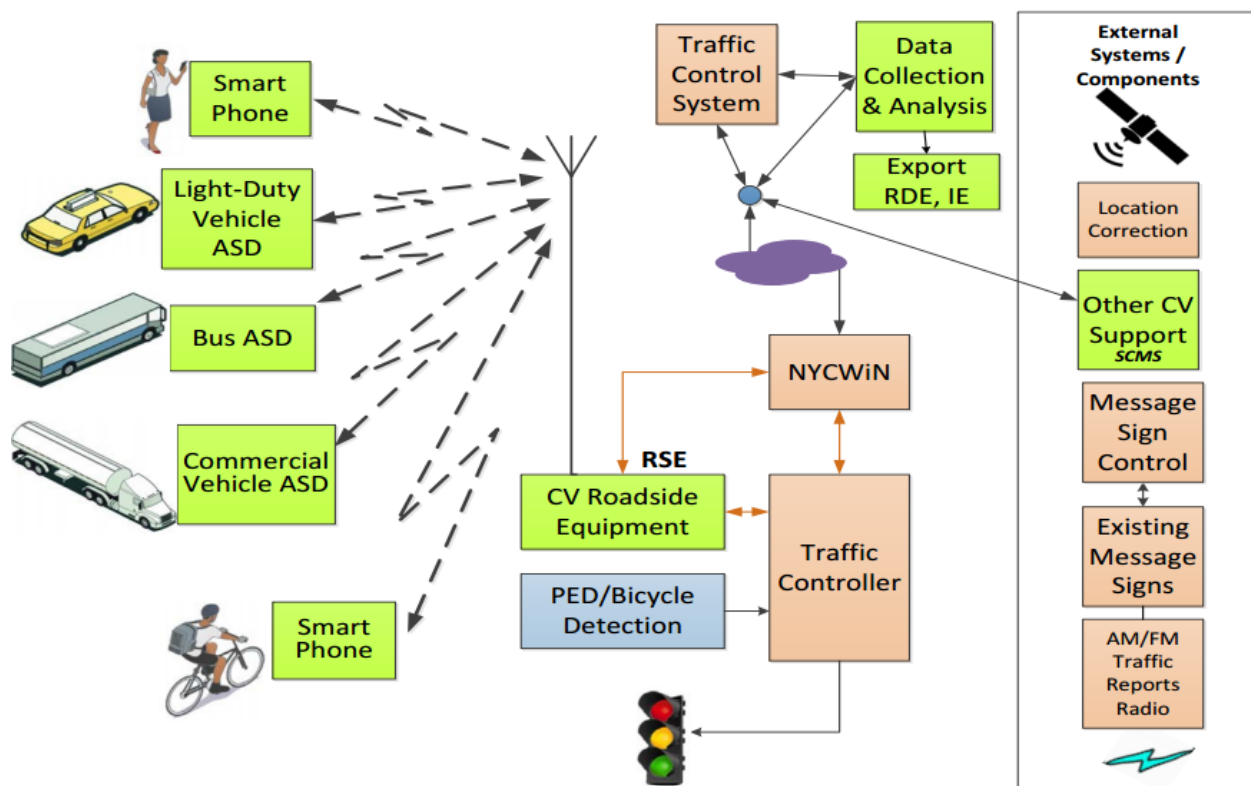 Smart
Phone
Light-Duty
Vehicle
ASD
Bus ASD
Commercial
Vehicle ASD
Smart
Phone
Traffic
Control
System
Data
Collection
& Analysis
Export
RDE, IE
NYCWiN
RSE
CV Roadside
Equipment
Traffic
Controller
PED/Bicycle
Detection
External
Systems /
Components
Location
Correction
Other CV
Support
SCMS
Message
Sign
Control
Existing
Message
Signs
AM/FM
Traffic
Reports
Radio